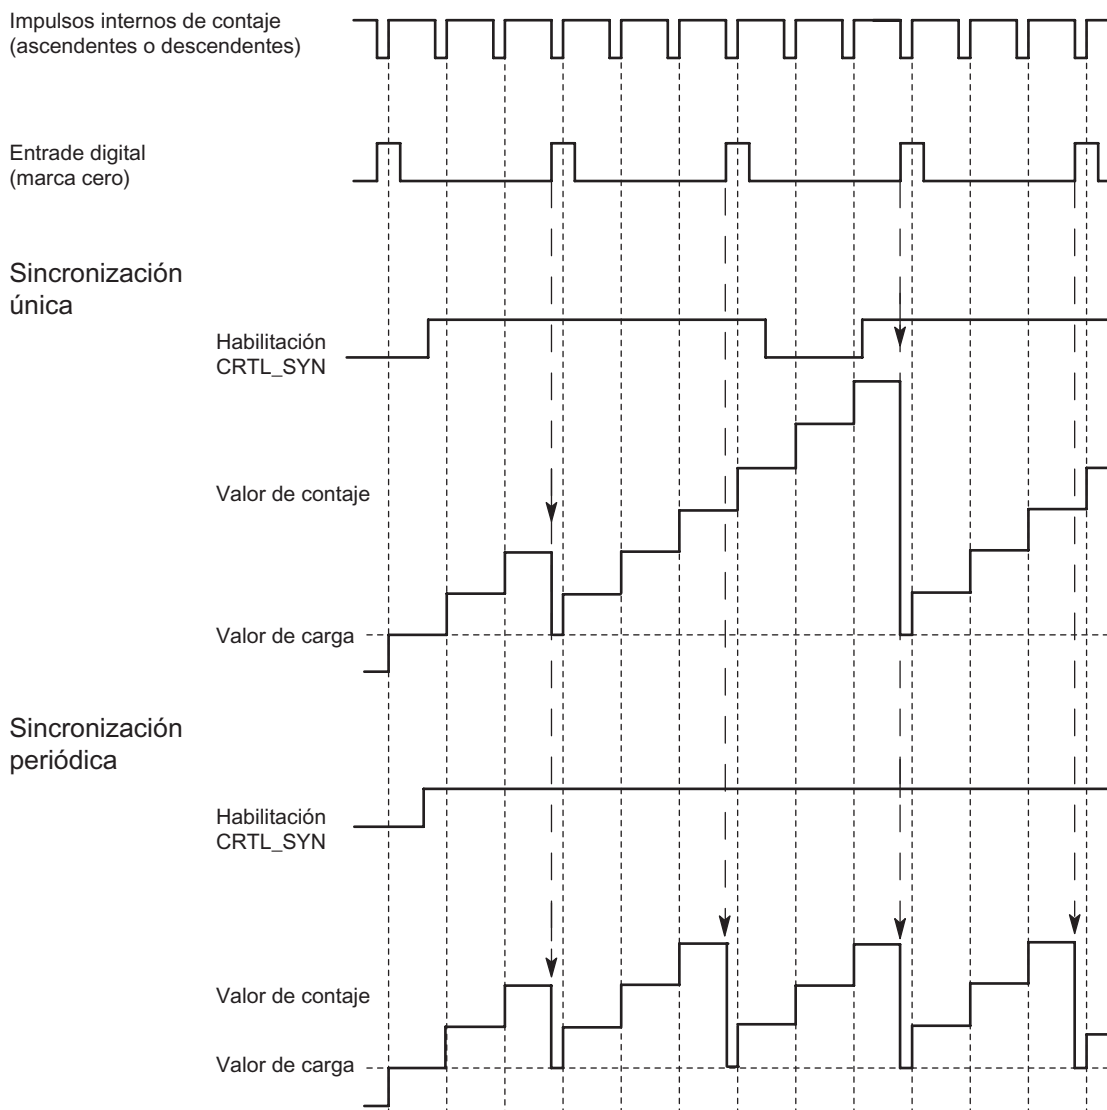 Impulsos internos de contaje
(ascendentes o descendentes)
Entrade digital
(marca cero)
Sincronización
única
Habilitación
CRTL_SYN
Valor de contaje
Valor de carga
Sincronización
periódica
Habilitación
CRTL_SYN
Valor de contaje
Valor de carga